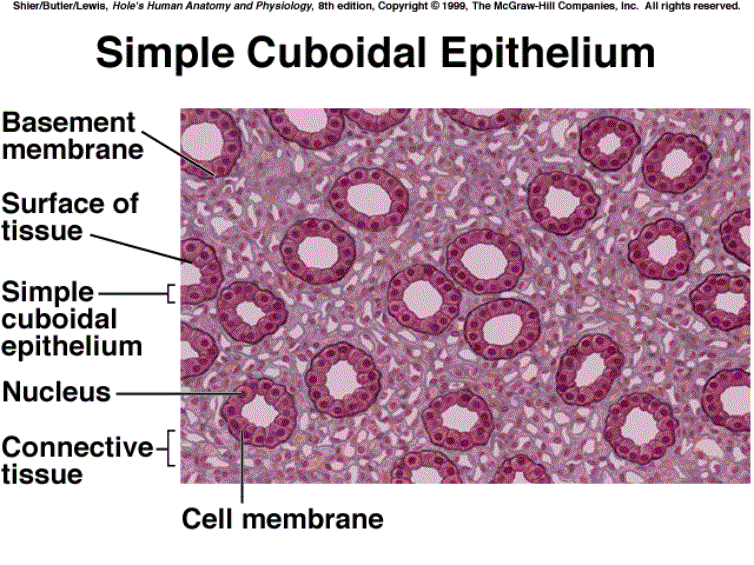 Shier/Butler/Lewis, Hole's Human Anatomy and Physiology, 8th edition, Copyright © 1999, The McGraw-Hill Companies, Inc. All rights reserved.
Simple Cuboidal Epithelium
Basement
membrane
Surface of
tissue
Simple
cuboidal
epithelium
Nucleus
Connective
tissue
Cell membrane